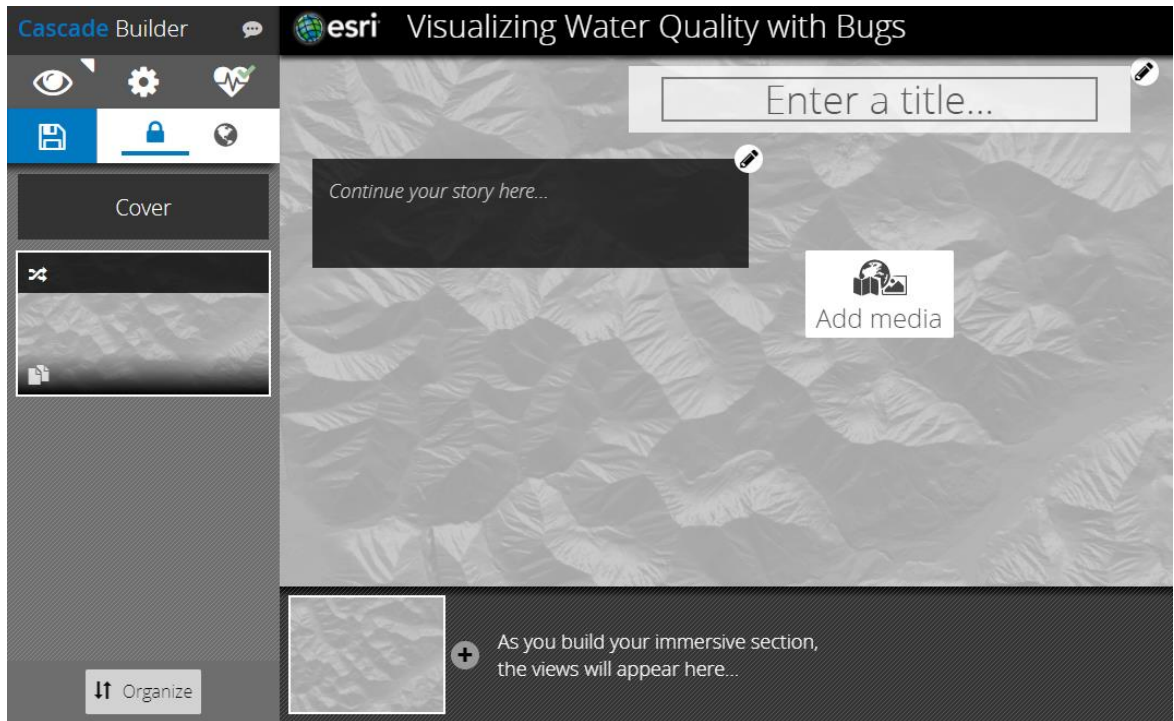 Cascade Builder
esri Visualizing Water Quality with Bugs
Enter a title...
Continue your story here...
Cover
Add media
As you build your immersive section,
the views will appear here...
Organize